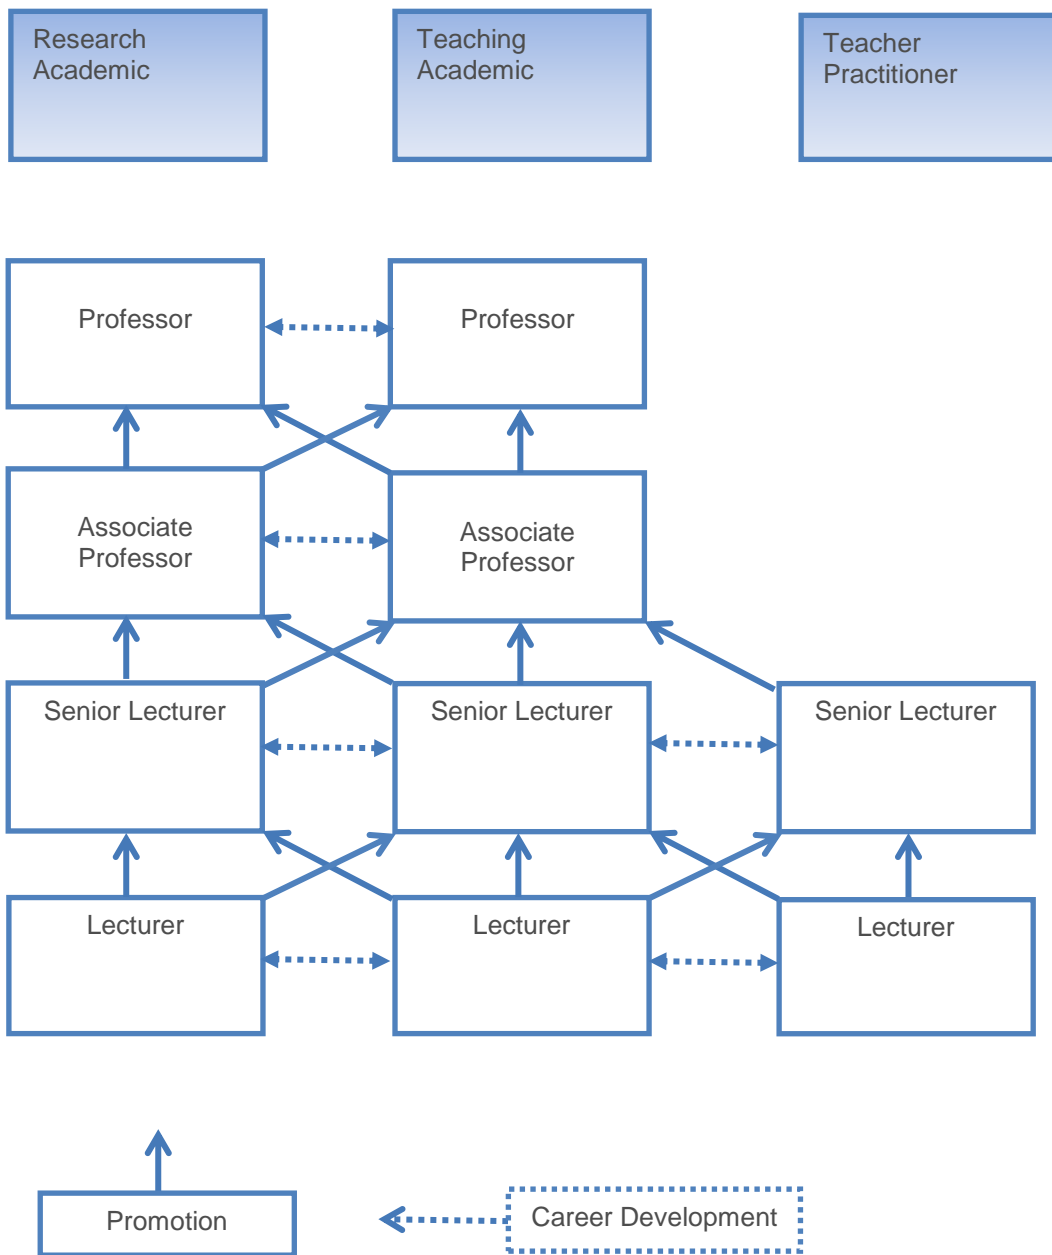 Research
Academic
Teaching
Academic
Teacher
Practitioner
Professor
Professor
Associate
Professor
Associate
Professor
Senior Lecturer
Senior Lecturer
Senior Lecturer
Lecturer
Lecturer
Lecturer
Promotion
Career Development